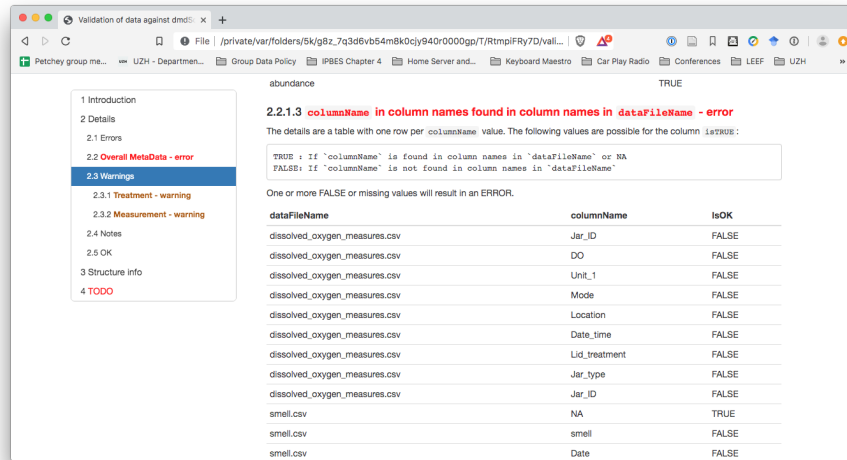 Validation of data against dmd5
File /private/var/folders/5k/g8z_7q3d6vb54m8k0cjy940r0000gp/T/RtmpiFRy7D/vali...
4
Petchey group me... UZH - Departmen... Group Data Policy IPBES Chapter 4 Home Server and... Keyboard Maestro Car Play Radio Conferences LEEF UZH »
abundance TRUE
1 Introduction
2 Details
2.1 Errors
2.2 Overall MetaData - error
2.3 Warnings
2.3.1 Treatment - warning
2.3.2 Measurement - warning
2.4 Notes
2.5 OK
3 Structure info
4 TODO
2.2.1.3 columnName in column names found in column names in dataFileName - error
The details are a table with one row per columnName value. The following values are possible for the column isTRUE :
TRUE : If `columnName` is found in column names in `dataFileName` or NA
FALSE: If `columnName` is not found in column names in `dataFileName`
One or more FALSE or missing values will result in an ERROR.
dataFileName columnName IsOK
dissolved_oxygen_measures.csv Jar_ID FALSE
dissolved_oxygen_measures.csv DO FALSE
dissolved_oxygen_measures.csv Unit_1 FALSE
dissolved_oxygen_measures.csv Mode FALSE
dissolved_oxygen_measures.csv Location FALSE
dissolved_oxygen_measures.csv Date_time FALSE
dissolved_oxygen_measures.csv Lid_treatment FALSE
dissolved_oxygen_measures.csv Jar_type FALSE
dissolved_oxygen_measures.csv Jar_ID FALSE
smell.csv NA TRUE
smell.csv smell FALSE
smell.csv Date FALSE